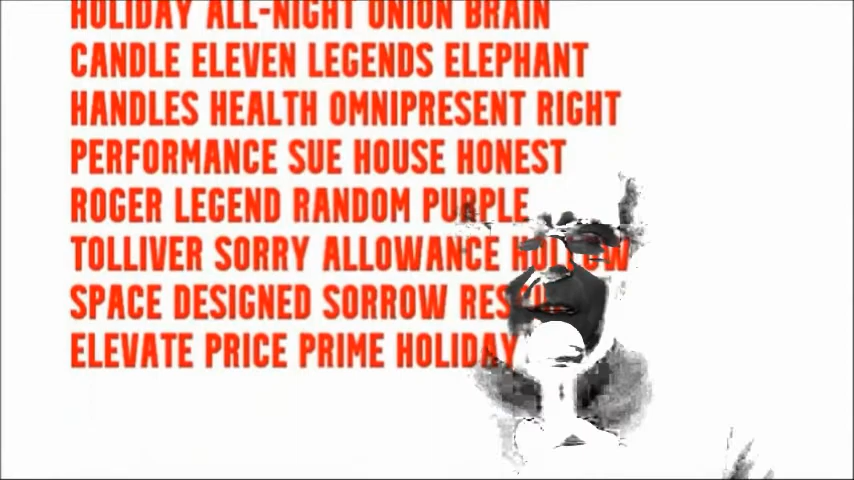 HOLIDAY ALL-NIGHT ONION BRAIN
CANDLE ELEVEN LEGENDS ELEPHANT
HANDLES HEALTH OMNIPRESENT RIGHT
PERFORMANCE SUE HOUSE HONEST
ROGER LEGEND RANDOM PURPLE
TOLLIVER SORRY ALLOWANCE HOLLOW
SPACE DESIGNED SORROW
ELEVATE PRICE PRIME HOLIDAY